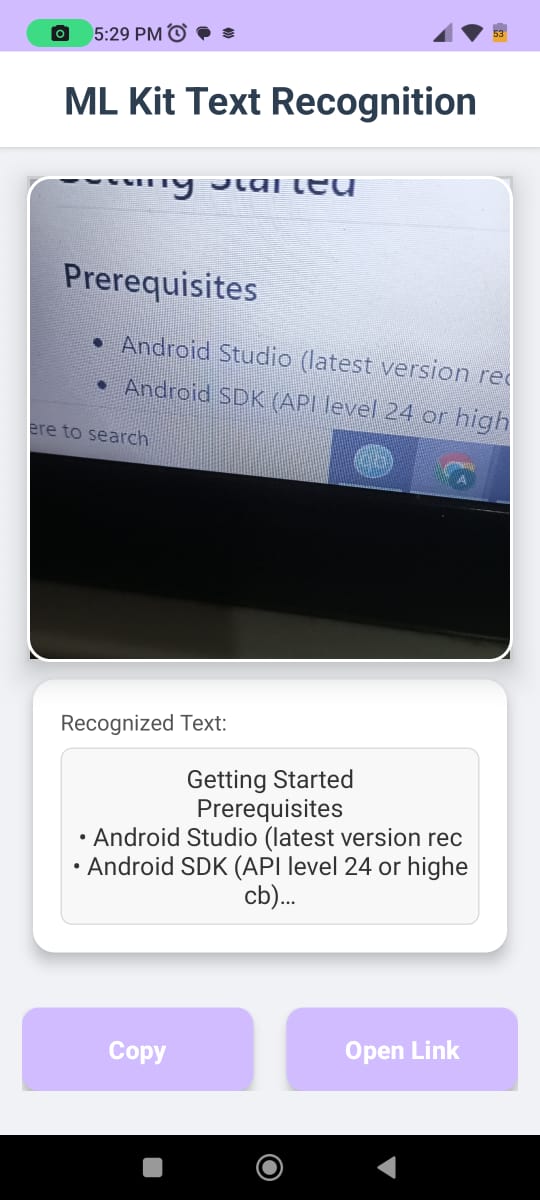 5:29 PM
53
ML Kit Text Recognition
Getting Started
Prerequisites
• Android Studio (latest version rec
• Android SDK (API level 24 or high
ere to search
A
Recognized Text:
Getting Started
Prerequisites
• Android Studio (latest version rec
• Android SDK (API level 24 or highe
cb)...
Copy
Open Link